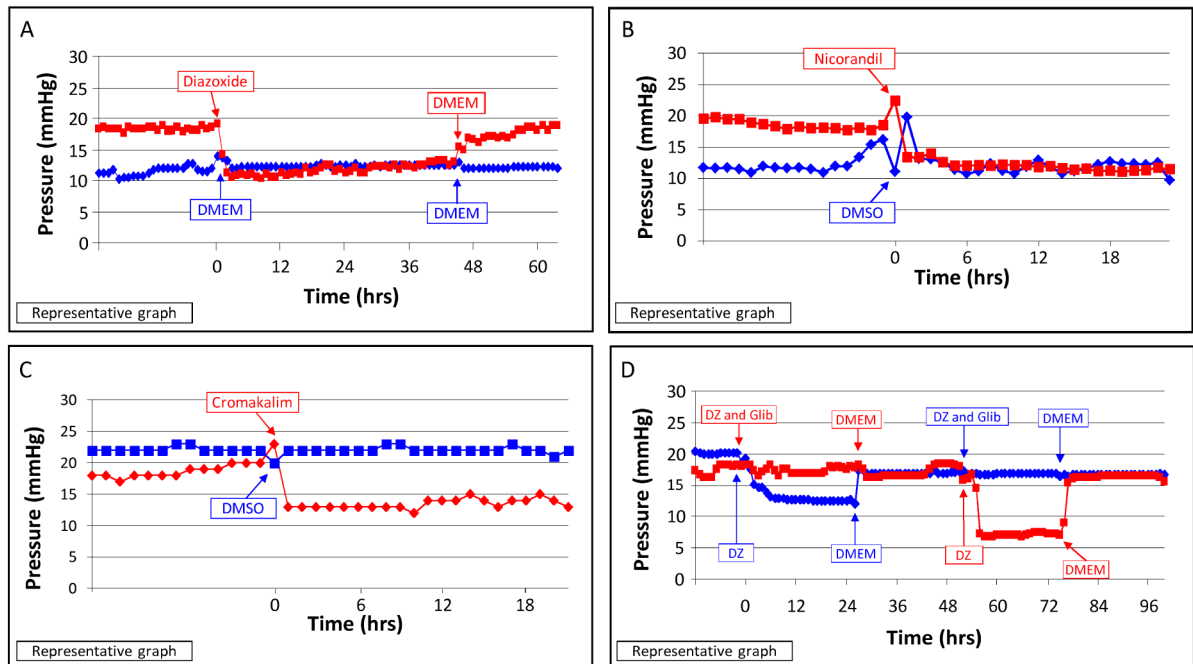 A
Pressure (mmHg)
30
25
20
15
10
5
0
Diazoxide
DMEM
DMEM
DMEM
0 12 24 36 48 60
Time (hrs)
Representative graph
B
Pressure (mmHg)
30
25
20
15
10
5
0
Nicorandil
DMSO
0 6 12 18
Time (hrs)
Representative graph
C
Pressure (mmHg)
30
25
20
15
10
5
0
Cromakalim
DMSO
0 18
Time (hrs)
Representative graph
D
Pressure (mmHg)
30
25
20
15
10
5
0
DZ and Glib
DMEM
DZ and Glib
DMEM
DZ
DMEM
DZ
DMEM
0 12 24 36 48 60 72 84 96
Time (hrs)
Representative graph